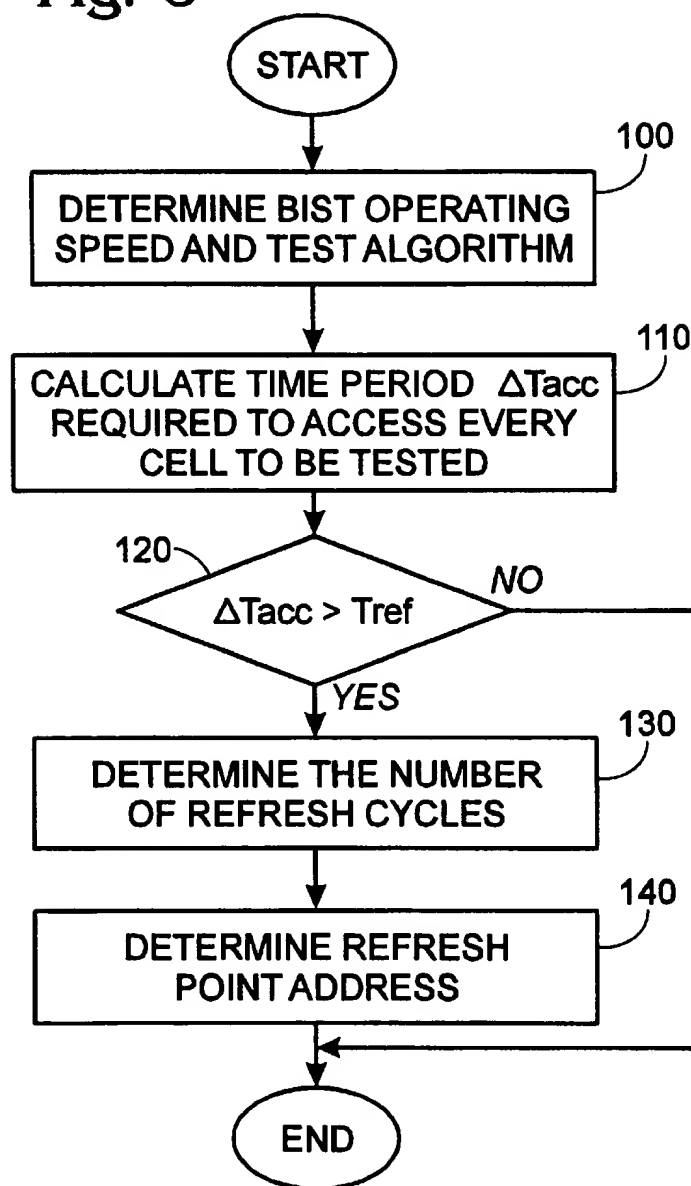 START
100
DETERMINE BIST OPERATING
SPEED AND TEST ALGORITHM
110
CALCULATE TIME PERIOD ΔTacc
REQUIRED TO ACCESS EVERY
CELL TO BE TESTED
120
ΔTacc > Tref
NO
YES
130
DETERMINE THE NUMBER
OF REFRESH CYCLES
140
DETERMINE REFRESH
POINT ADDRESS
END